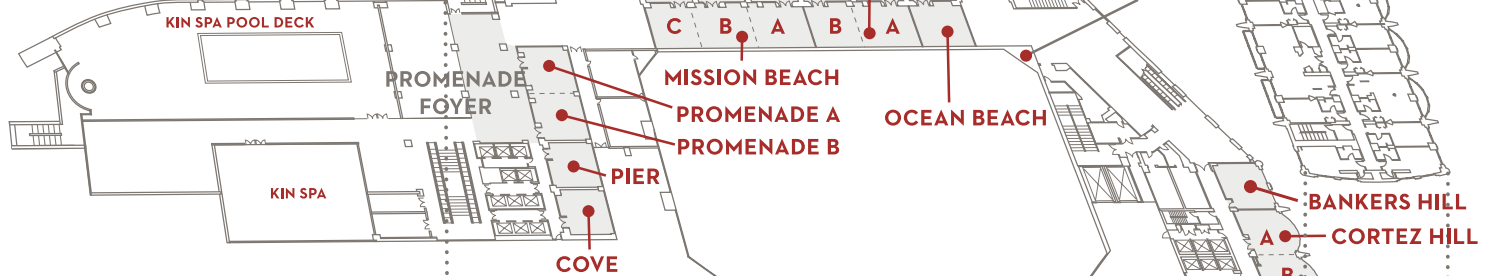 KIN SPA POOL DECK
C B A B A
PROMENADE
FOYER
MISSION BEACH
PROMENADE A
OCEAN BEACH
PROMENADE B
PIER
KIN SPA
BANKERS HILL
A CORTEZ HILL
COVE
B